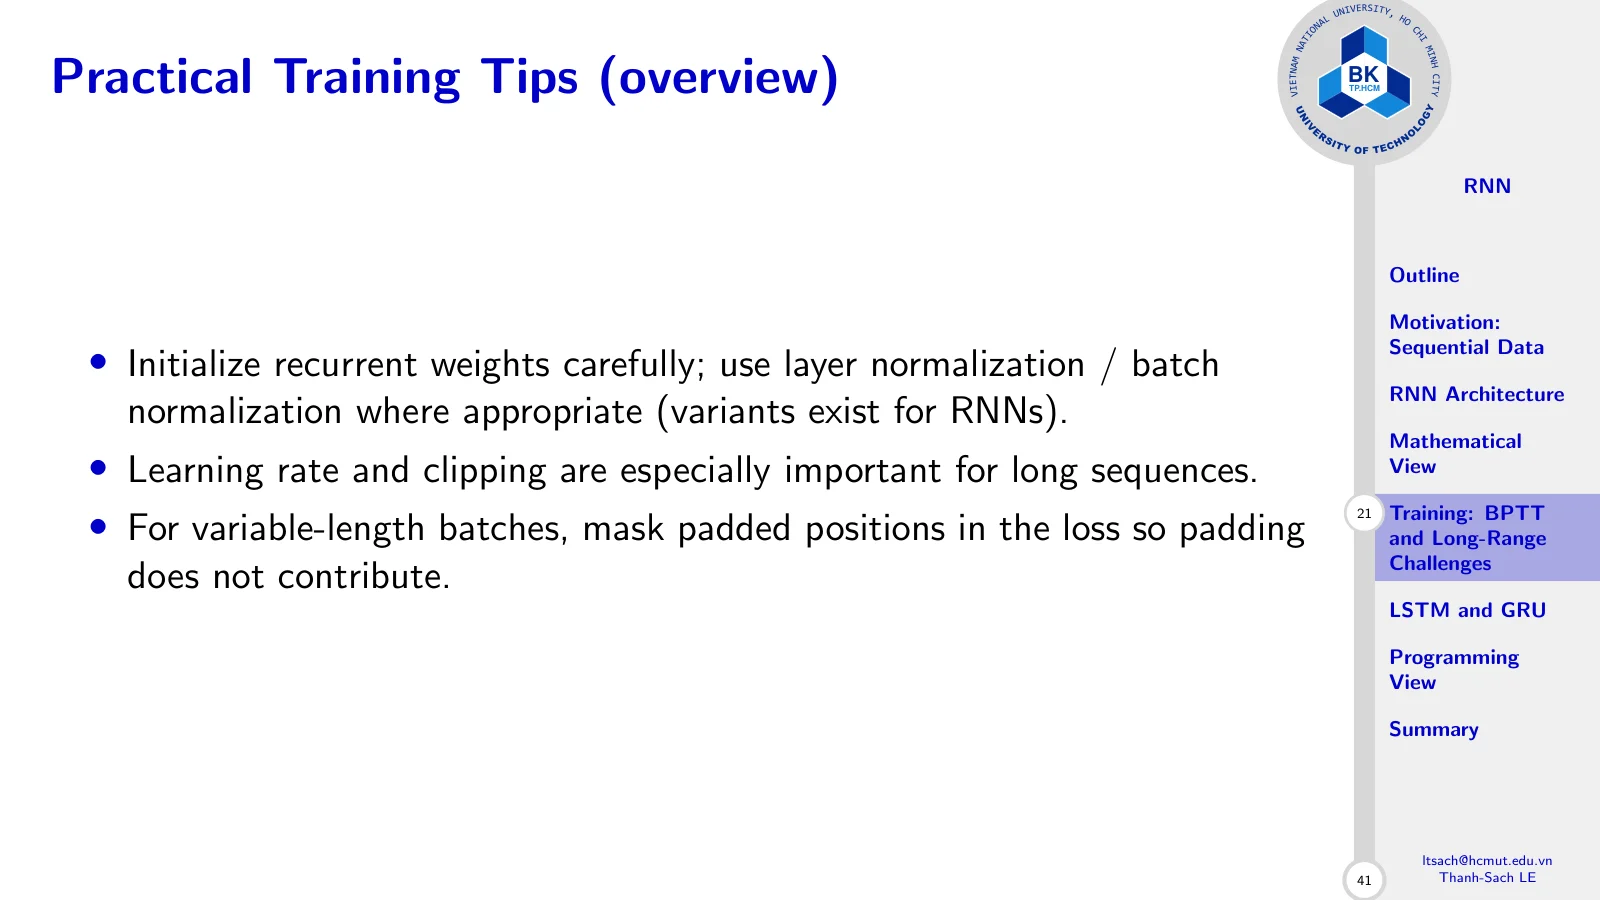 Practical Training Tips (overview)
• Initialize recurrent weights carefully; use layer normalization / batch
normalization where appropriate (variants exist for RNNs).
• Learning rate and clipping are especially important for long sequences.
• For variable-length batches, mask padded positions in the loss so padding
does not contribute.
VIETNAM NATIONAL UNIVERSITY, HO CHI MINH CITY
BK
TP.HCM
UNIVERSITY OF TECHNOLOGY
RNN
Outline
Motivation:
Sequential Data
RNN Architecture
Mathematical
View
21
Training: BPTT
and Long-Range
Challenges
LSTM and GRU
Programming
View
Summary
ltsach@hcmut.edu.vn
Thanh-Sach LE
41